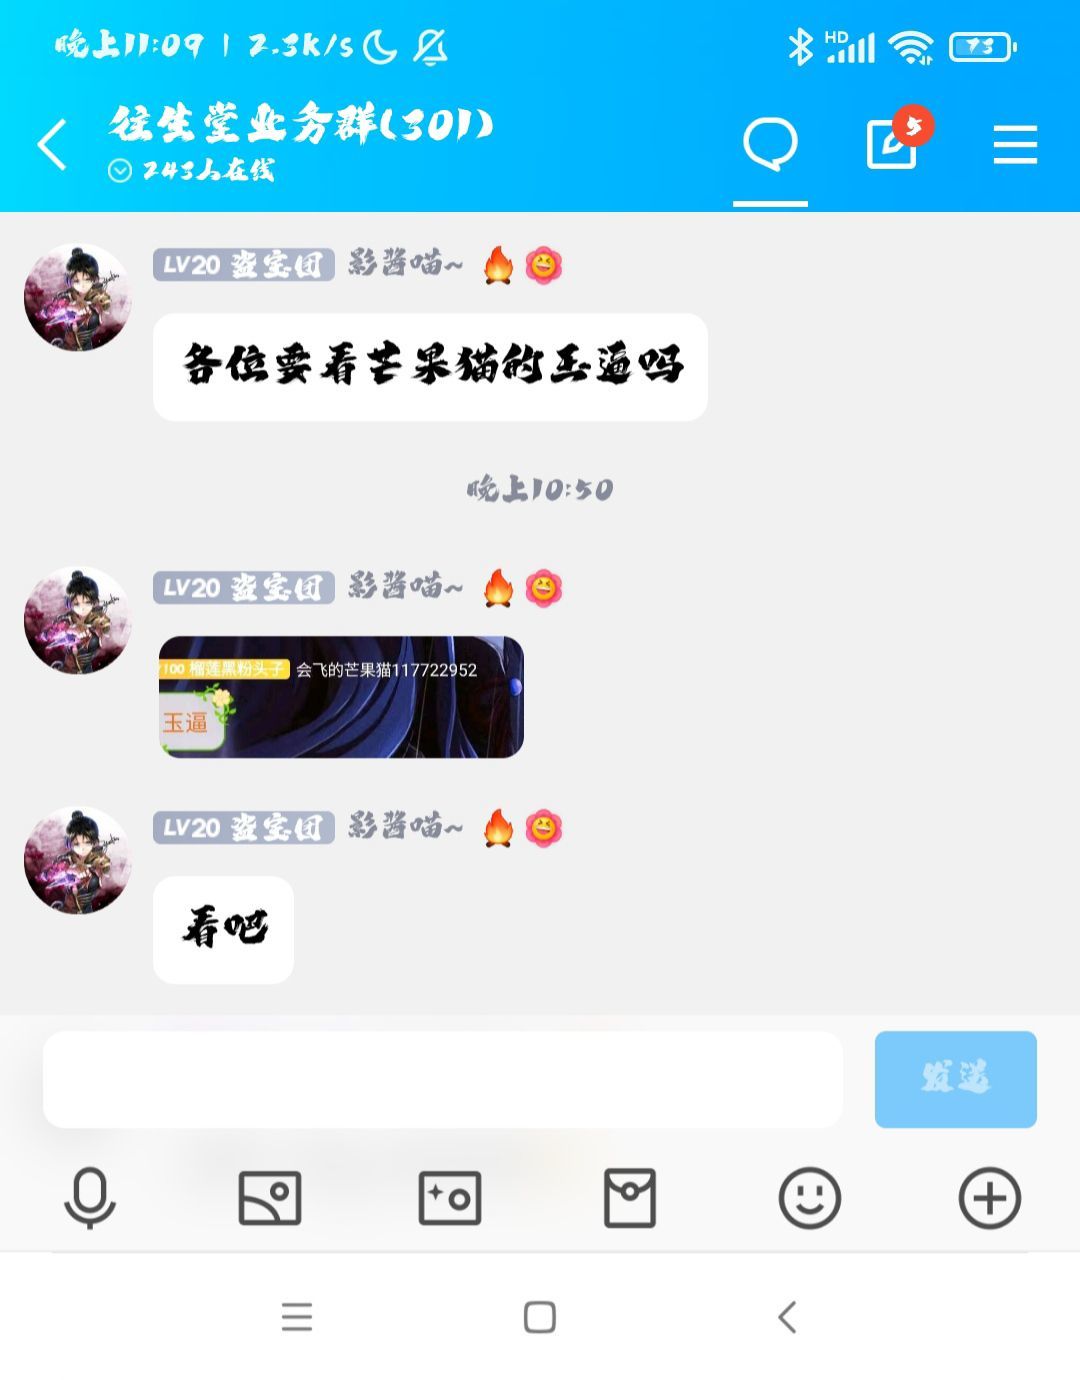 晚上11:09 | 2.3K/s
HD
73
往生堂业务群(301)
243人在线
5
LV20 盗宝团 影酱喵~
各位要看芒果猫的玉逼吗
晚上10:50
LV20 盗宝团 影酱喵~
100 榴莲黑粉头子 会飞的芒果猫117722952
玉逼
LV20 盗宝团 影酱喵~
看吧
发送